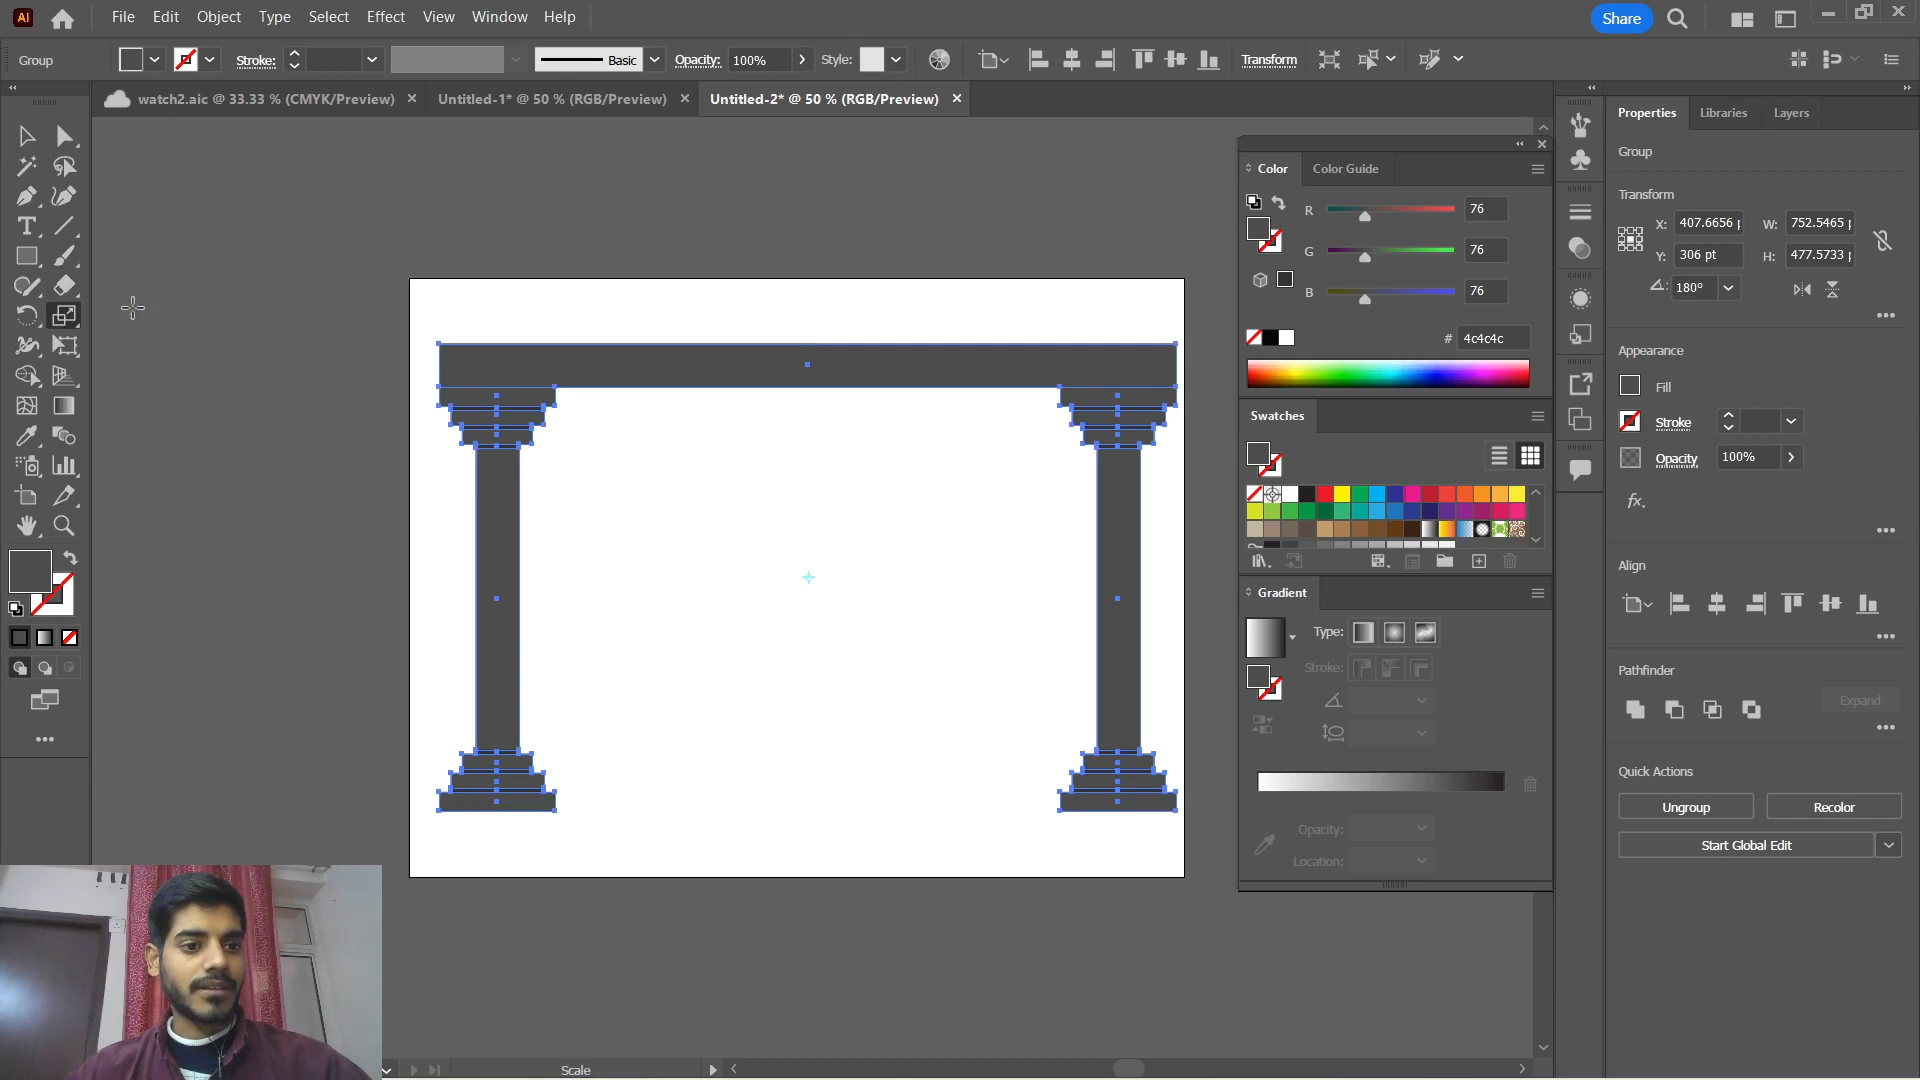 Ai File Edit Object Type Select Effect View Window Help Share
Group Stroke: Basic Opacity: 100% Style: Transform
watch2.aic @ 33.33 % (CMYK/Preview) Untitled-1* @ 50 % (RGB/Preview) Untitled-2* @ 50 % (RGB/Preview)
Color Color Guide
R 76
G 76
B 76
# 4c4c4c
Swatches
Gradient
Type:
Stroke:
Opacity:
Location:
Properties Libraries Layers
Group
Transform
X: 407.6656 W: 752.5465
Y: 306 pt H: 477.5733
180°
Appearance
Fill
Stroke
Opacity 100%
fx.
Align
Pathfinder
Expand
Quick Actions
Ungroup Recolor
Start Global Edit
Scale